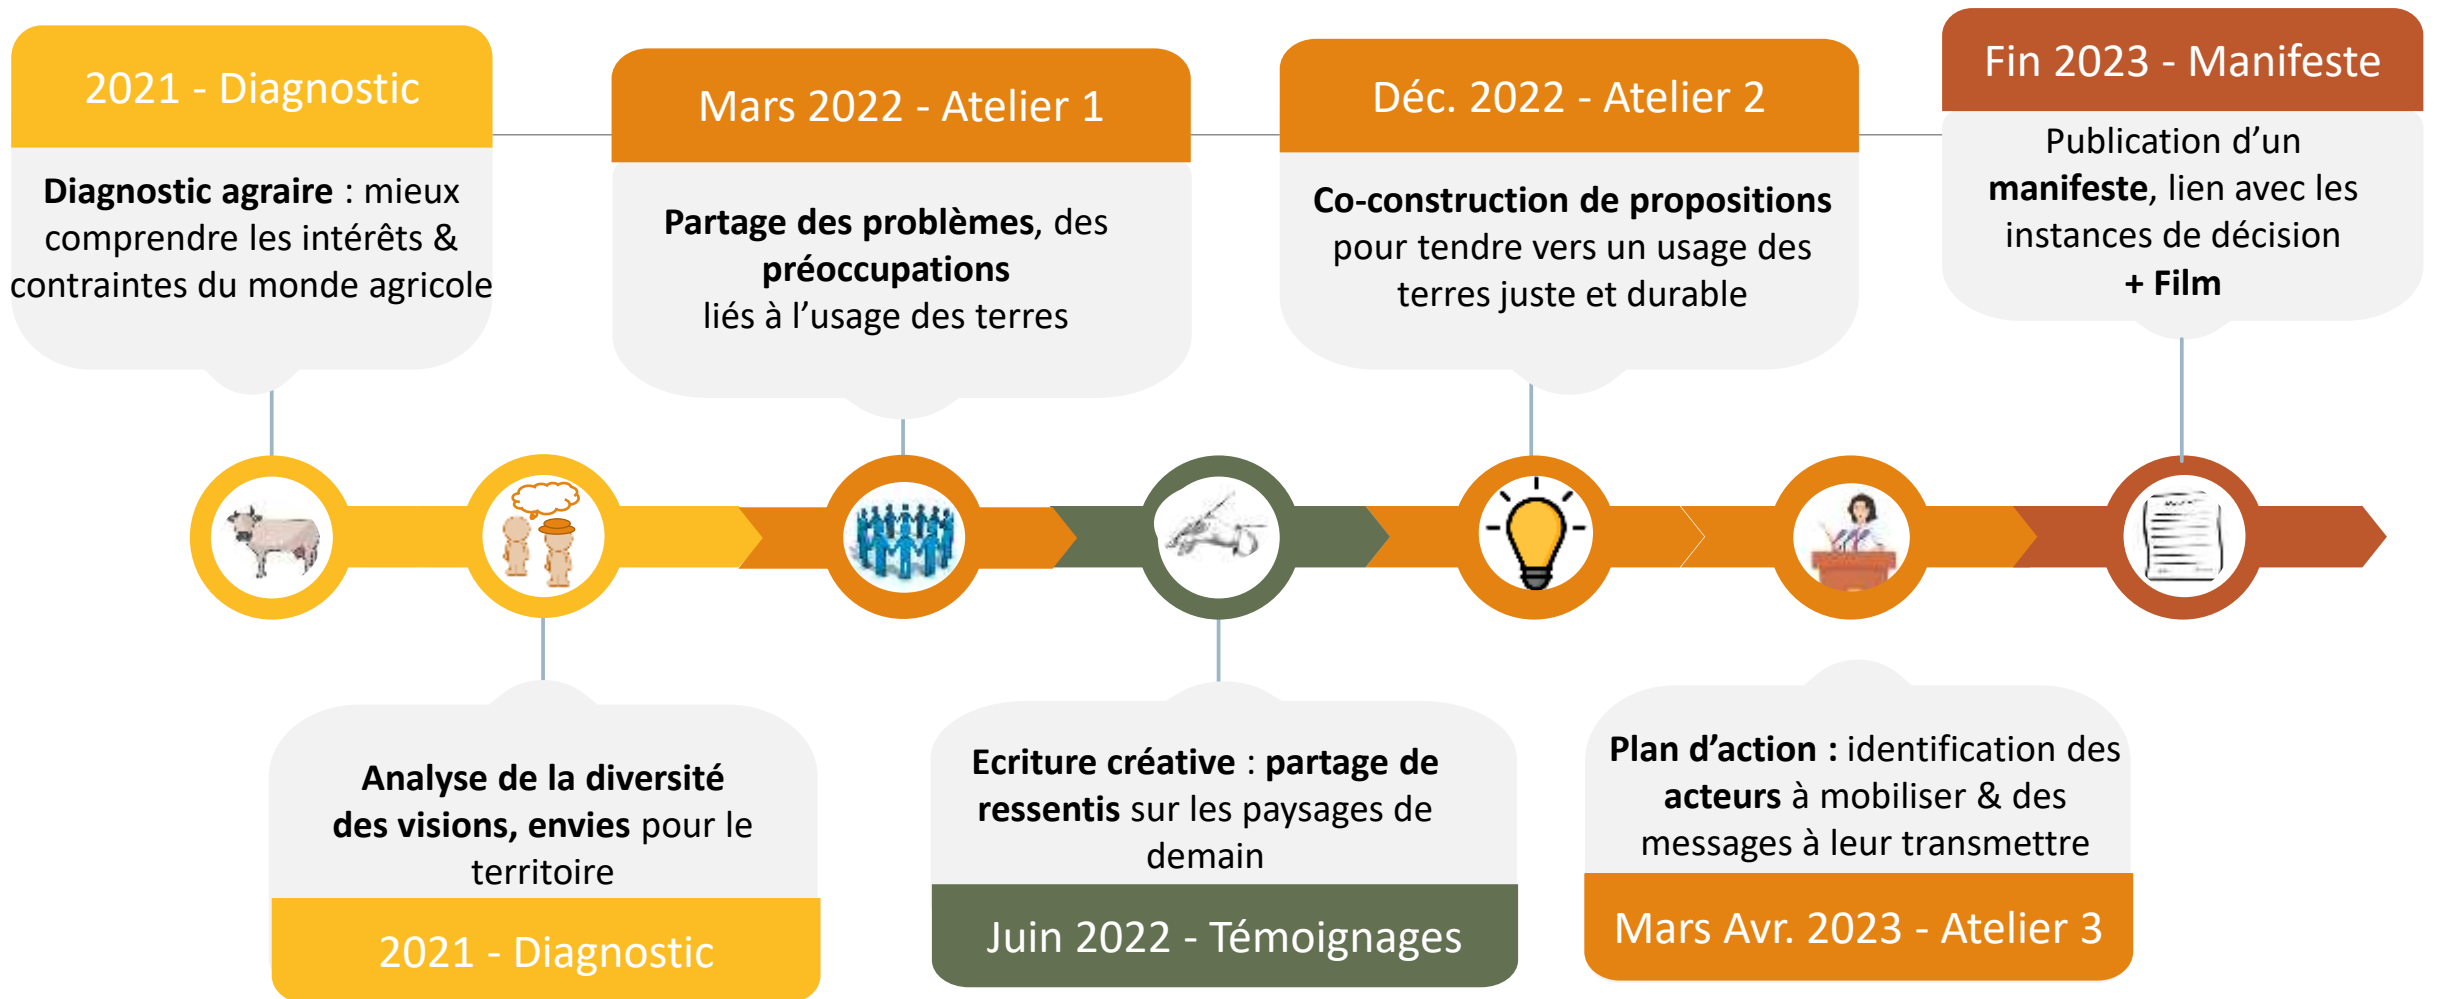 2021 - Diagnostic
Diagnostic agraire : mieux
comprendre les intérêts &
contraintes du monde agricole
Mars 2022 - Atelier 1
Partage des problèmes, des
préoccupations
liés à l’usage des terres
Déc. 2022 - Atelier 2
Co-construction de propositions
pour tendre vers un usage des
terres juste et durable
Fin 2023 - Manifeste
Publication d’un
manifeste, lien avec les
instances de décision
+ Film
Analyse de la diversité
des visions, envies pour le
territoire
2021 - Diagnostic
Ecriture créative : partage de
ressentis sur les paysages de
demain
Juin 2022 - Témoignages
Plan d’action : identification des
acteurs à mobiliser & des
messages à leur transmettre
Mars Avr. 2023 - Atelier 3